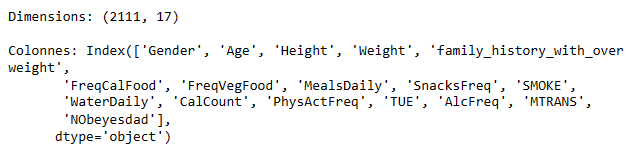 Dimensions: (2111, 17)
Colonnes: Index(['Gender', 'Age', 'Height', 'Weight', 'family_history_with_over
weight',
'FreqCalFood', 'FreqVegFood', 'MealsDaily', 'SnacksFreq', 'SMOKE',
'WaterDaily', 'CalCount', 'PhysActFreq', 'TUE', 'AlcFreq', 'MTRANS',
'NObeyesdad'],
dtype='object')